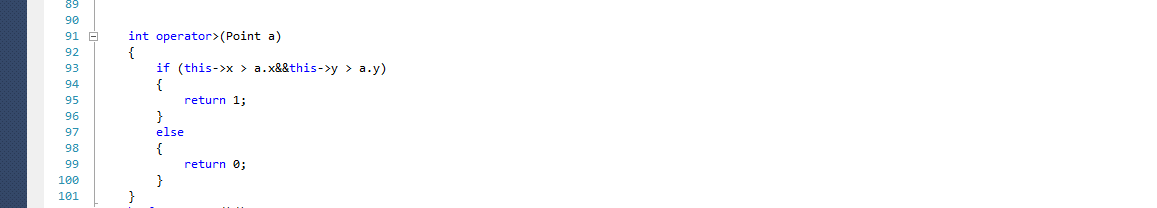 89
90
91 int operator>(Point a)
92 {
93 if (this->x > a.x&&this->y > a.y)
94 {
95 return 1;
96 }
97 else
98 {
99 return 0;
100 }
101 }